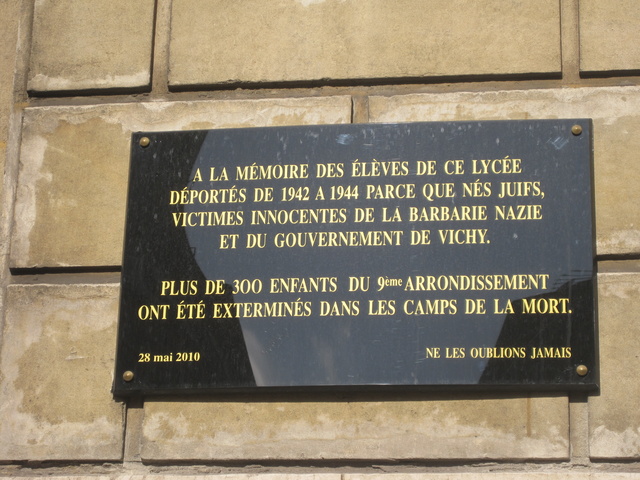 A LA MÉMOIRE DES ÉLÈVES DE CE LYCÉE
DÉPORTÉS DE 1942 A 1944 PARCE QUE NÉS JUIFS,
VICTIMES INNOCENTES DE LA BARBARIE NAZIE
ET DU GOUVERNEMENT DE VICHY.
PLUS DE 300 ENFANTS DU 9ème ARRONDISSEMENT
ONT ÉTÉ EXTERMINÉS DANS LES CAMPS DE LA MORT.
28 mai 2010 NE LES OUBLIONS JAMAIS